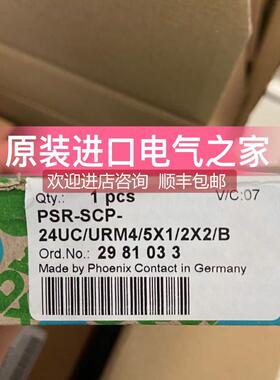 原装进口电气之家
欢迎进店咨询 顺丰包邮
Qty.: 1 pcs V/C:07
PSR-SCP-
24UC/URM4/5X1/2X2/B
Ord.No.: 29 81 03 3
Made by Phoenix Contact in Germany